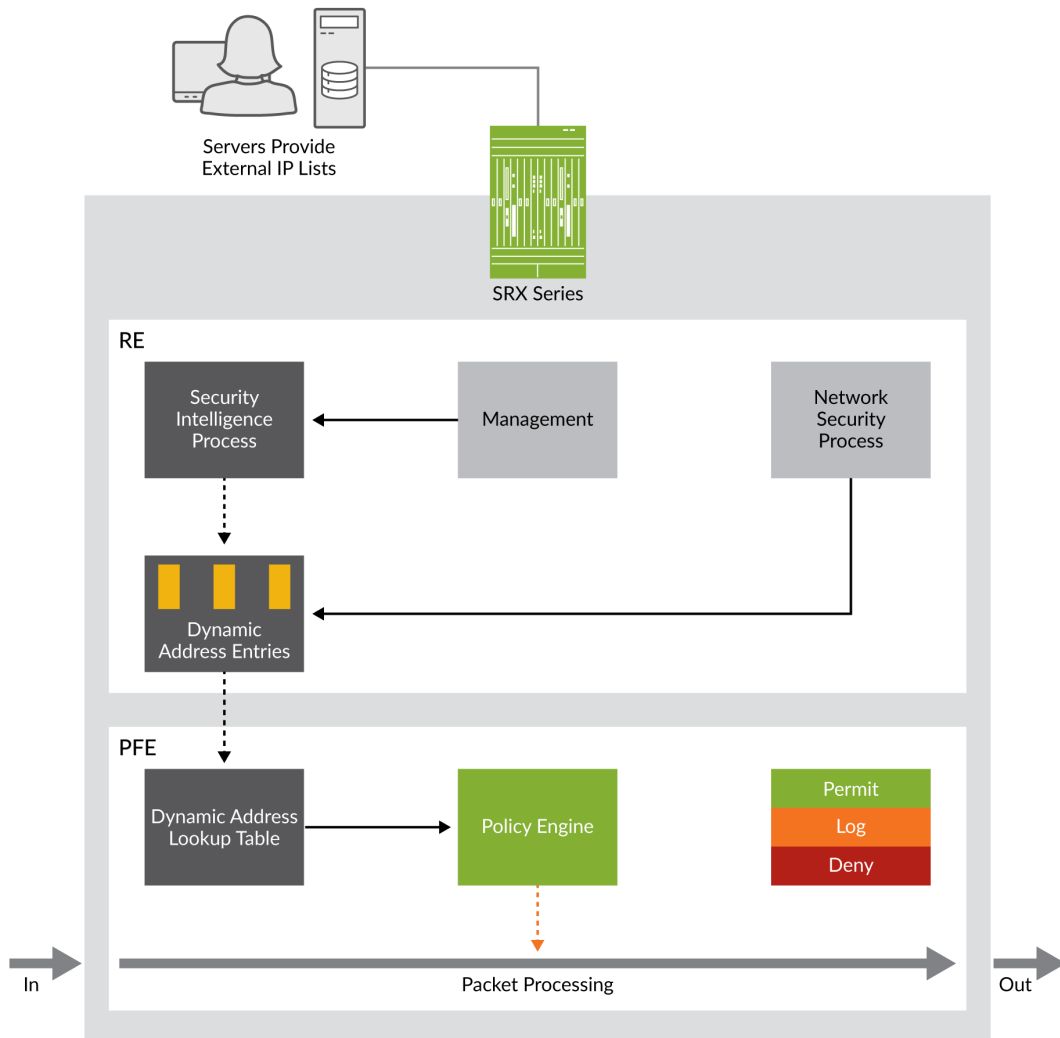 Servers Provide
External IP Lists
SRX Series
RE
Security
Intelligence
Process
Management
Network
Security
Process
Dynamic
Address Entries
PFE
Dynamic Address
Lookup Table
Policy Engine
Permit
Log
Deny
In
Packet Processing
Out